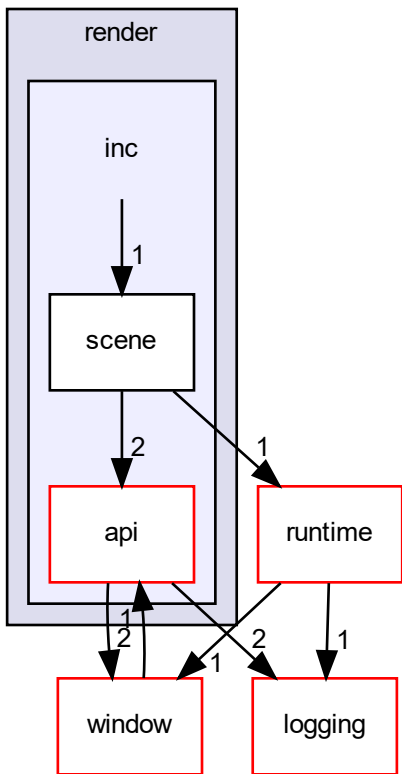 render
inc
1
scene
2
1
api
runtime
1
2
2
1
1
window
logging